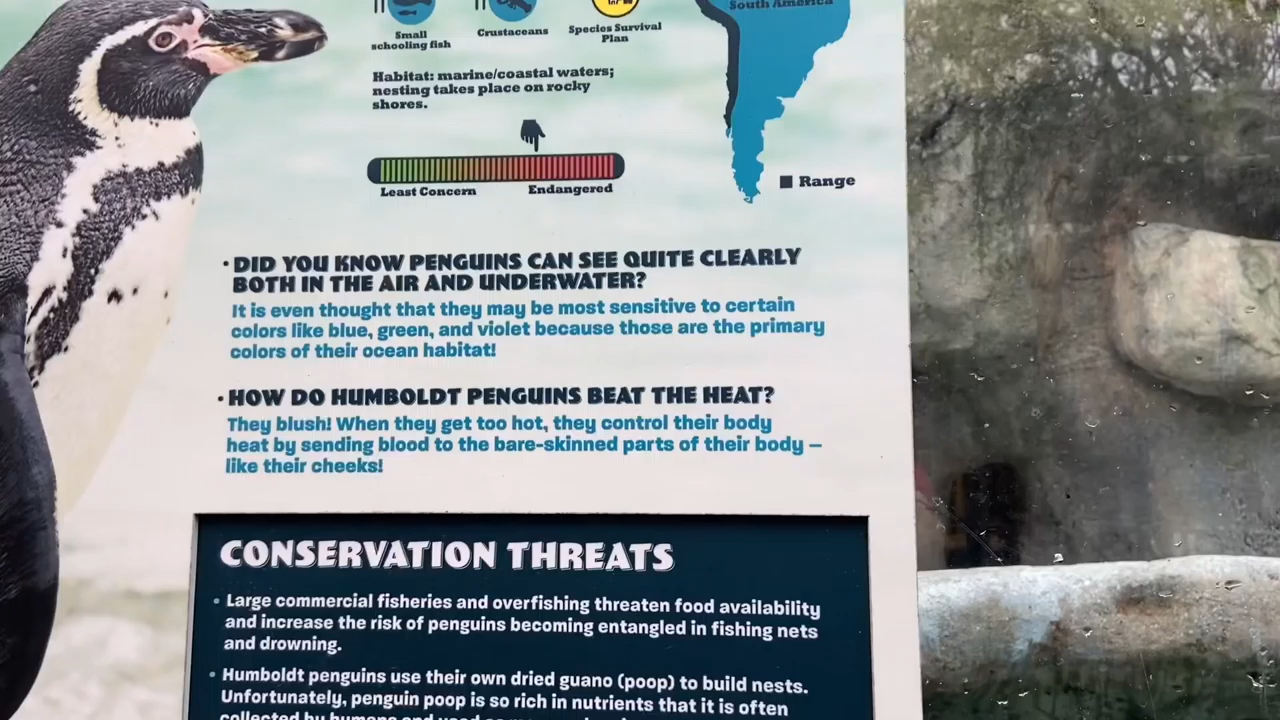 South America
Small
schooling fish
Crustaceans
Species Survival
Plan
Habitat: marine/coastal waters;
nesting takes place on rocky
shores.
Least Concern
Endangered
Range
• DID YOU KNOW PENGUINS CAN SEE QUITE CLEARLY
BOTH IN THE AIR AND UNDERWATER?
It is even thought that they may be most sensitive to certain
colors like blue, green, and violet because those are the primary
colors of their ocean habitat!
• HOW DO HUMBOLDT PENGUINS BEAT THE HEAT?
They blush! When they get too hot, they control their body
heat by sending blood to the bare-skinned parts of their body –
like their cheeks!
CONSERVATION THREATS
• Large commercial fisheries and overfishing threaten food availability
and increase the risk of penguins becoming entangled in fishing nets
and drowning.
• Humboldt penguins use their own dried guano (poop) to build nests.
Unfortunately, penguin poop is so rich in nutrients that it is often
collected by humans and used